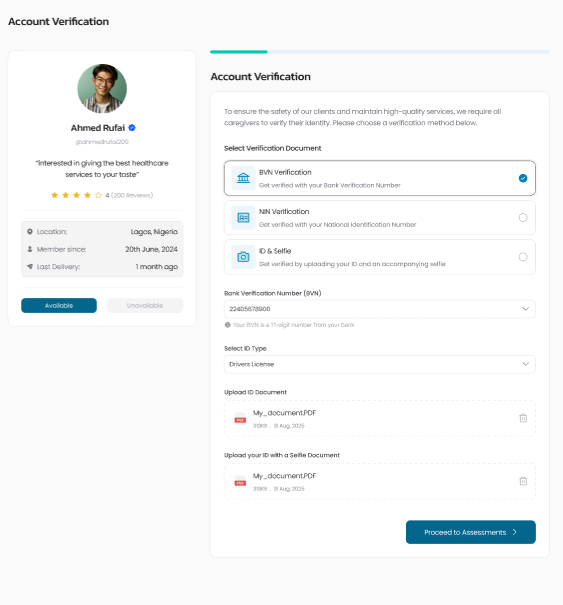 Account Verification
Ahmed Rufai
@ahmedrufai209
"Interested in giving the best healthcare
services to your taste"
4 (200 Reviews)
Location: Lagos, Nigeria
Member since: 20th June, 2024
Last Delivery: 1 month ago
Available Unavailable
Account Verification
To ensure the safety of our clients and maintain high-quality services, we require all
caregivers to verify their identity. Please choose a verification method below.
Select Verification Document
BVN Verification
Get verified with your Bank Verification Number
NIN Verification
Get verified with your National Identification Number
ID & Selfie
Get verified by uploading your ID and an accompanying selfie
Bank Verification Number (BVN)
22405678900
Your BVN is a 11-digit number from your bank
Select ID Type
Drivers License
Upload ID Document
My_document.PDF
PDF
313KB . 31 Aug, 2025
Upload your ID with a Selfie Document
My_document.PDF
PDF
313KB . 31 Aug, 2025
Proceed to Assessments